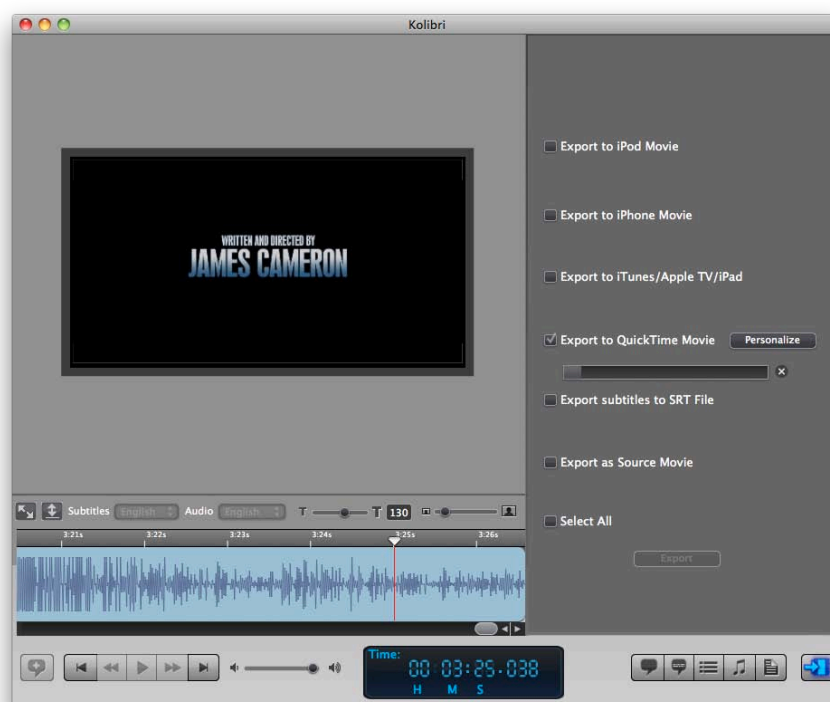 Kolibri
WRITTEN AND DIRECTED BY
JAMES CAMERON
Export to iPod Movie
Export to iPhone Movie
Export to iTunes/Apple TV/iPad
Export to QuickTime Movie
Personalize
Export subtitles to SRT File
Export as Source Movie
Select All
Export
Subtitles English Audio English T T 130
3:21s 3:22s 3:23s 3:24s 3:25s 3:26s
Time:
00:03:25.038
H M S